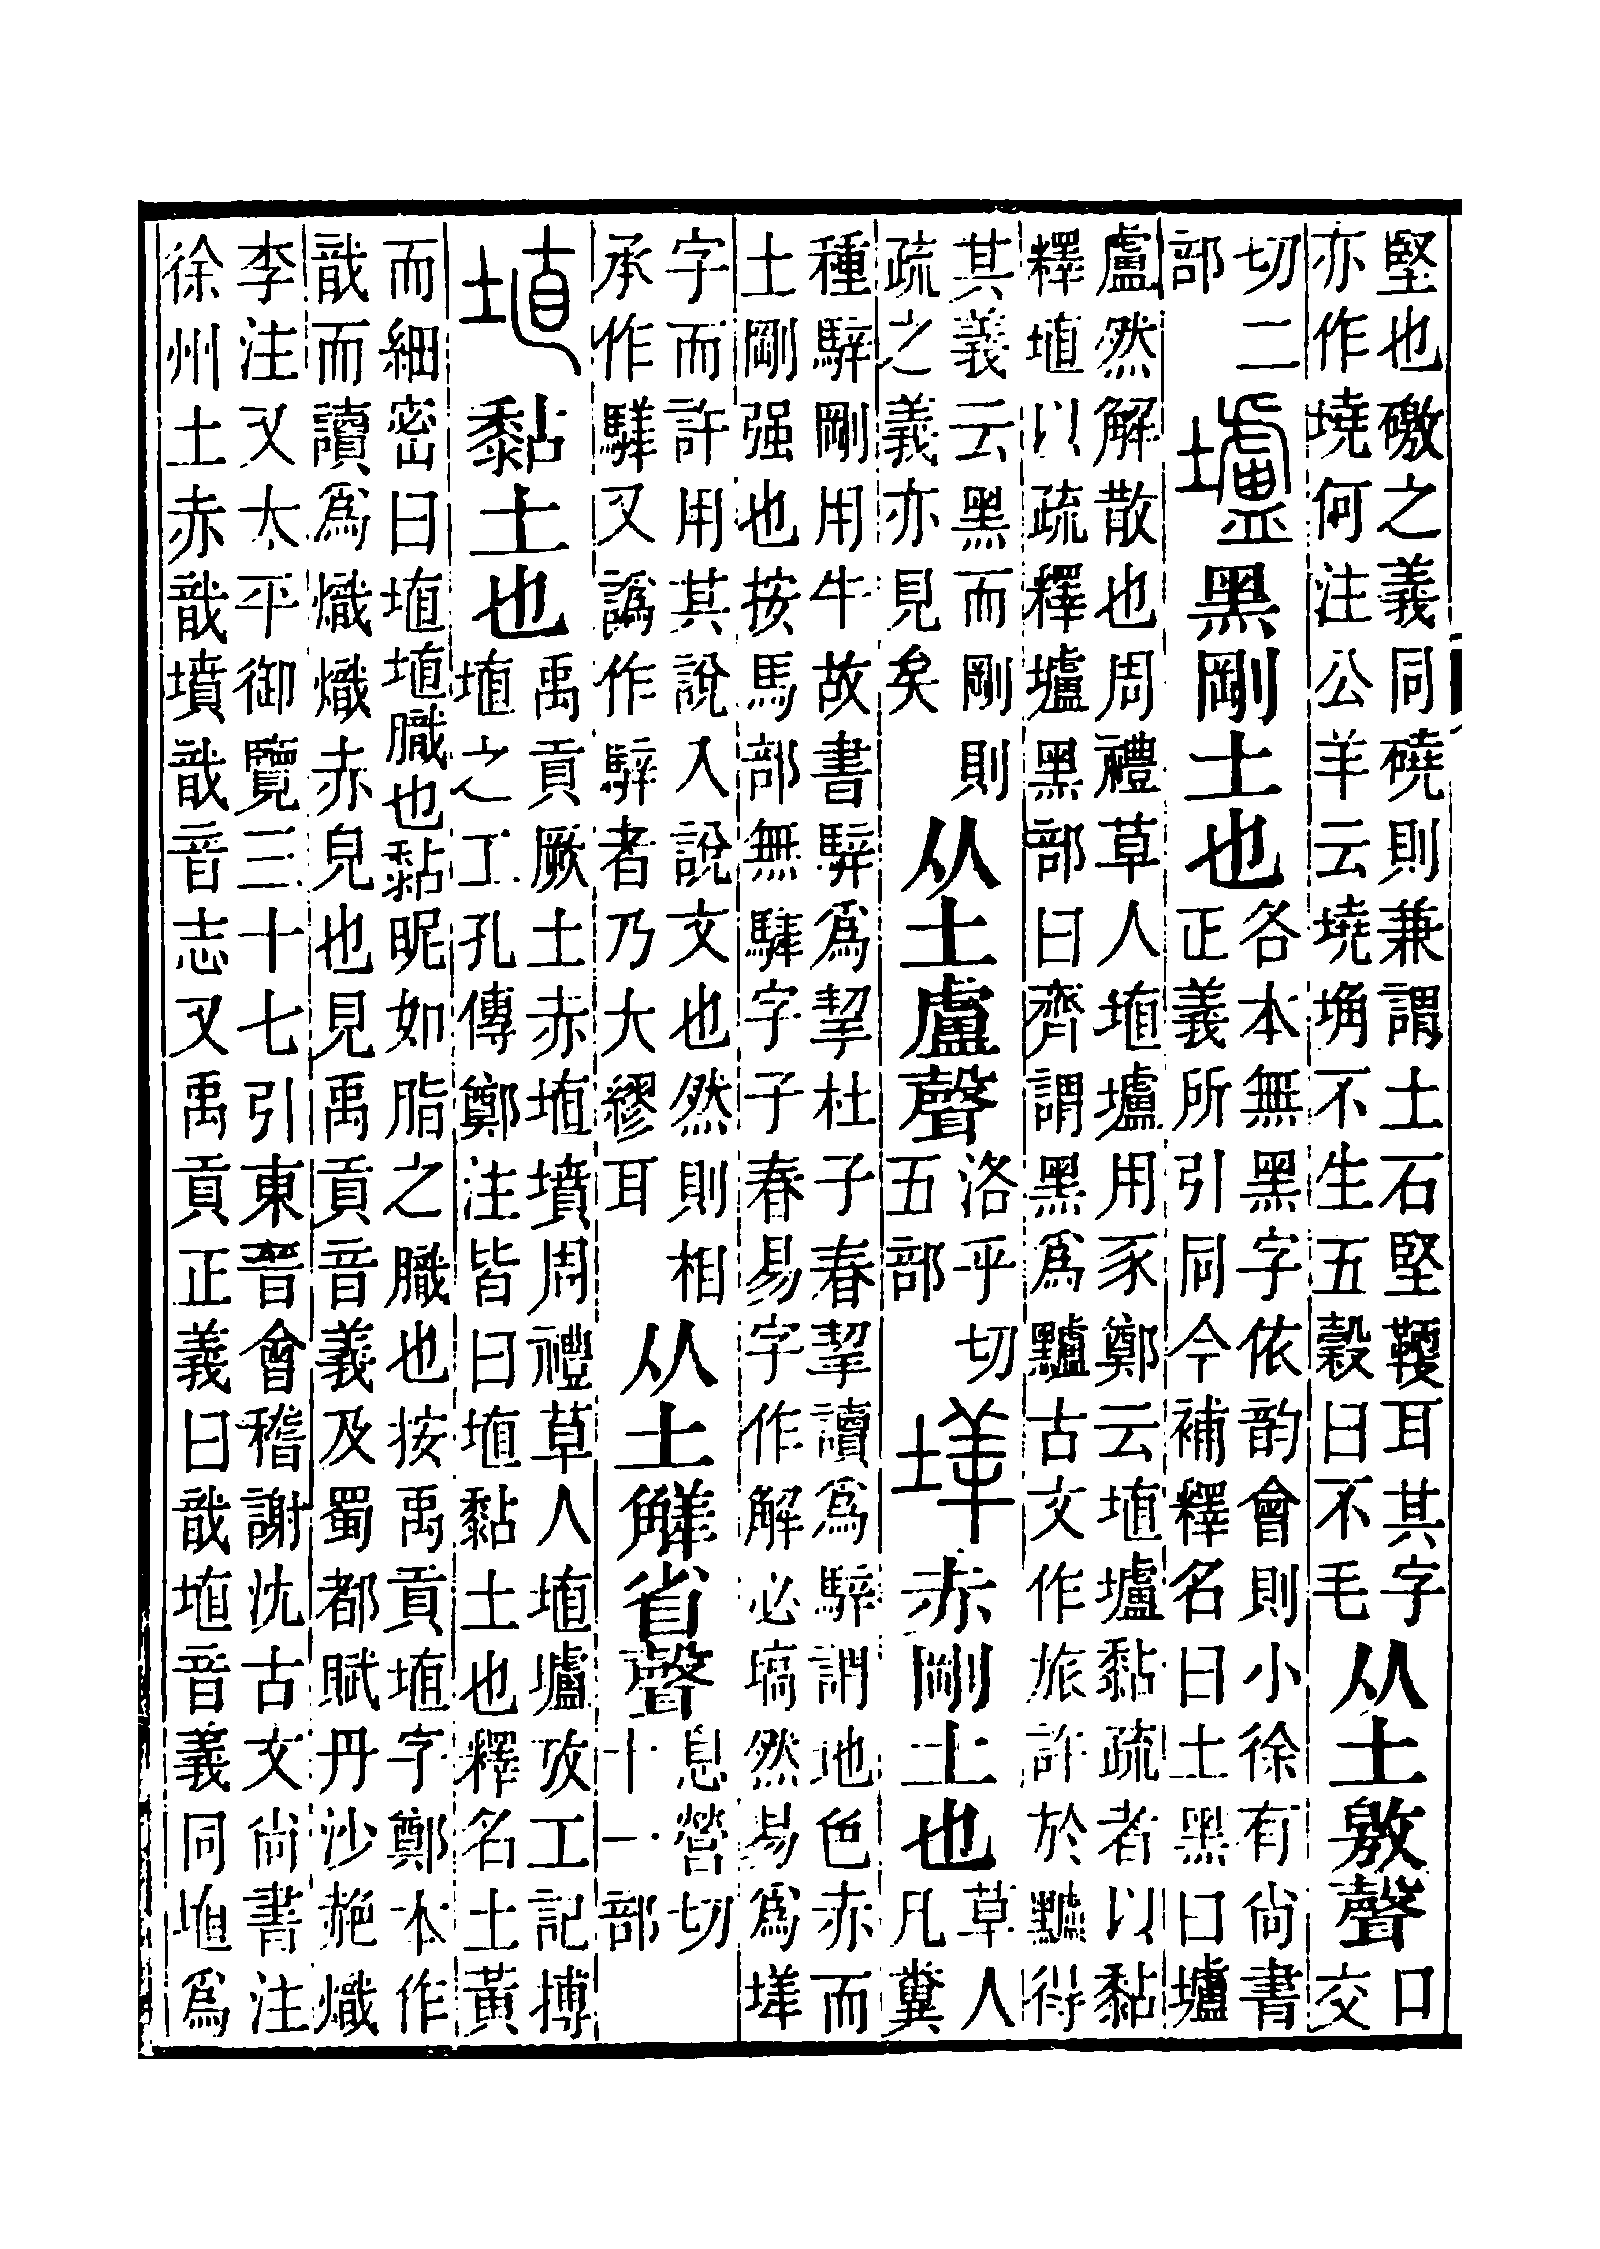 堅也礉之義同磽則兼謂土石堅鞕耳其字
亦作墝何注公羊云墝埆不生五穀曰不毛
从土敫聲
口交
切二部
壚黑剛土也
各本無黑字依韵會則小徐有尙書
正義所引同今補釋名曰土黑曰壚
盧然解散也周禮草人埴壚用豕鄭云埴壚黏疏者以黏
釋埴以疏釋壚黑部曰齊謂黑爲黸古文作旅許於黸得
其義云黑而剛則
疏之義亦見矣
从土盧聲
洛乎切
五部
垶赤剛土也
草人
凡糞
種騂剛用牛故書騂爲挈杜子春挈讀爲騂謂地色赤而
土剛强也按馬部無𩥍字子春易字作解必塙然易爲垶
字而許用其說入說文也然則相
承作𩥍又譌作騂者乃大繆耳
从土觲省聲
息營切
十一部
埴黏土也
禹貢厥土赤埴墳周禮草人埴壚攷工記摶
埴之工孔傳鄭注皆曰埴黏土也釋名土黃
而細密曰埴埴膱也黏昵如脂之膱也按禹貢埴字鄭本作
戠而讀爲熾熾赤皃也見禹貢音義及蜀都賦丹沙赩熾
李注又太平御覽三十七引東晉會稽謝沈古文尙書注
徐州土赤戠墳戠音志又禹貢正義曰戠埴音義同埴爲